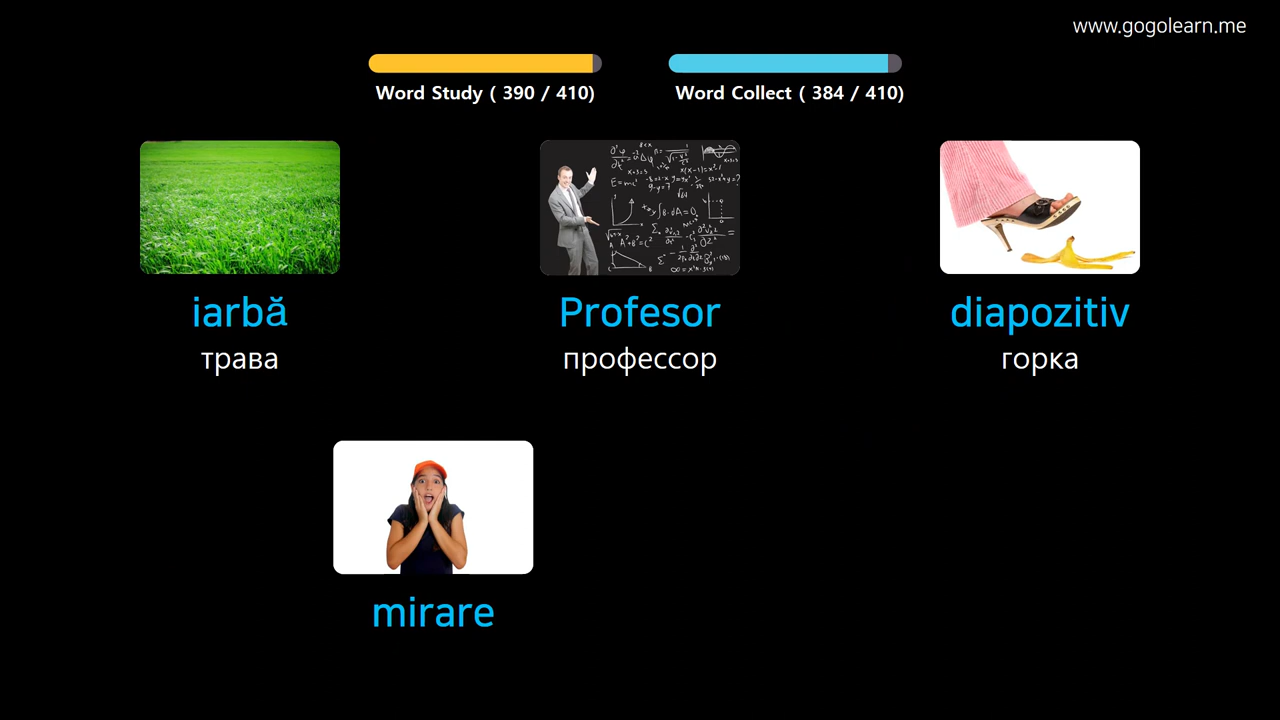 www.gogolearn.me
Word Study ( 390 / 410)
Word Collect ( 384 / 410)
iarbă
трава
Profesor
профессор
diapozitiv
горка
mirare